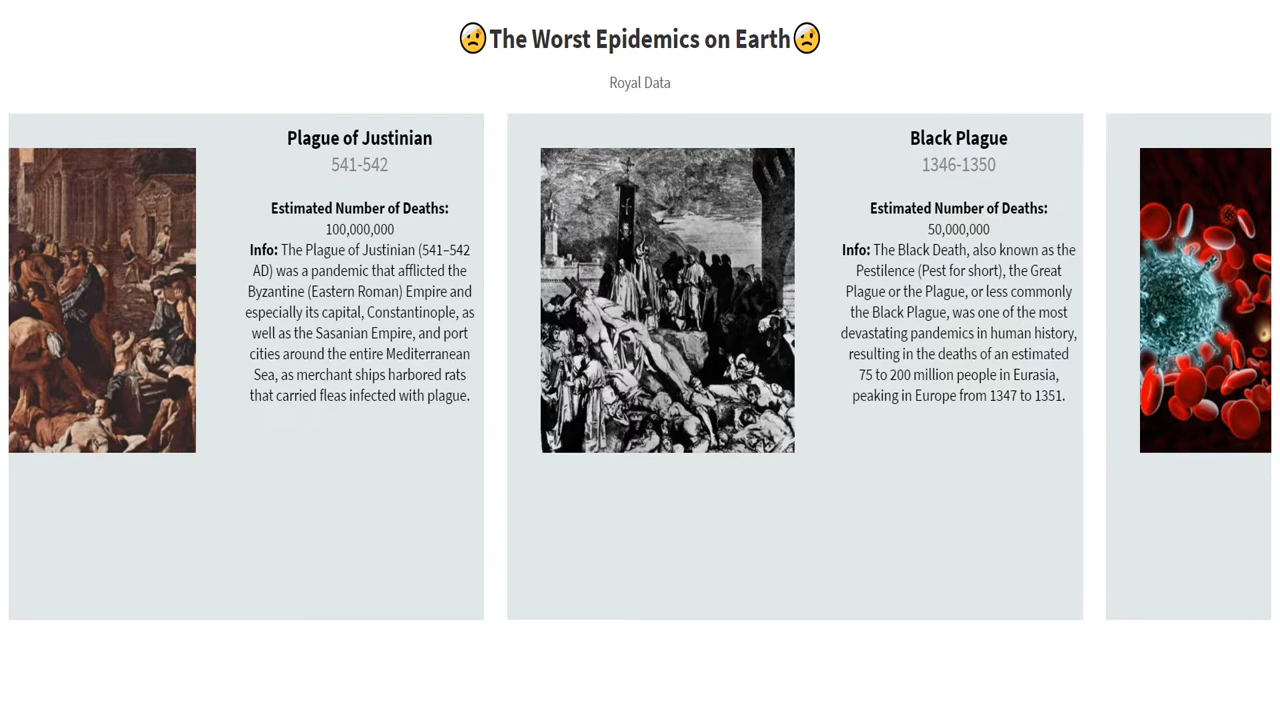 The Worst Epidemics on Earth
Royal Data
Plague of Justinian
541-542
Estimated Number of Deaths:
100,000,000
Info: The Plague of Justinian (541–542
AD) was a pandemic that afflicted the
Byzantine (Eastern Roman) Empire and
especially its capital, Constantinople, as
well as the Sasanian Empire, and port
cities around the entire Mediterranean
Sea, as merchant ships harbored rats
that carried fleas infected with plague.
Black Plague
1346-1350
Estimated Number of Deaths:
50,000,000
Info: The Black Death, also known as the
Pestilence (Pest for short), the Great
Plague or the Plague, or less commonly
the Black Plague, was one of the most
devastating pandemics in human history,
resulting in the deaths of an estimated
75 to 200 million people in Eurasia,
peaking in Europe from 1347 to 1351.